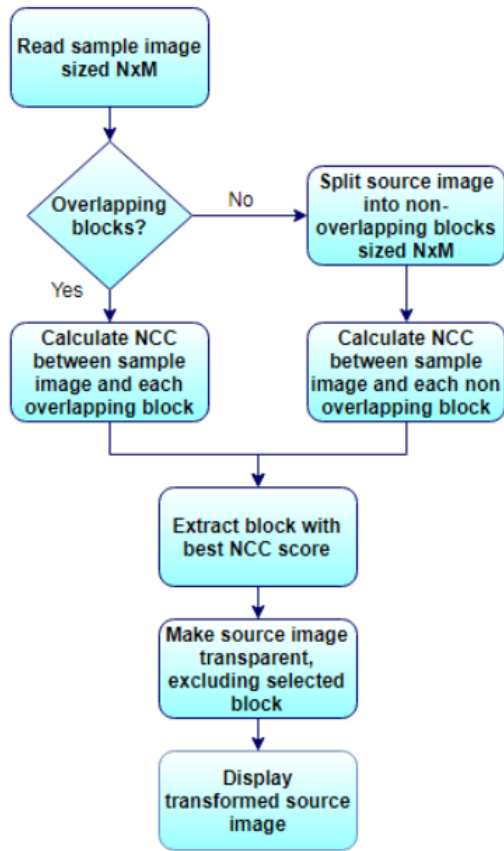 Read sample image
sized NxM
Overlapping
blocks?
No
Split source image
into non-
overlapping blocks
sized NxM
Yes
Calculate NCC
between sample
image and each
overlapping block
Calculate NCC
between sample
image and each non
overlapping block
Extract block with
best NCC score
Make source image
transparent,
excluding selected
block
Display
transformed source
image